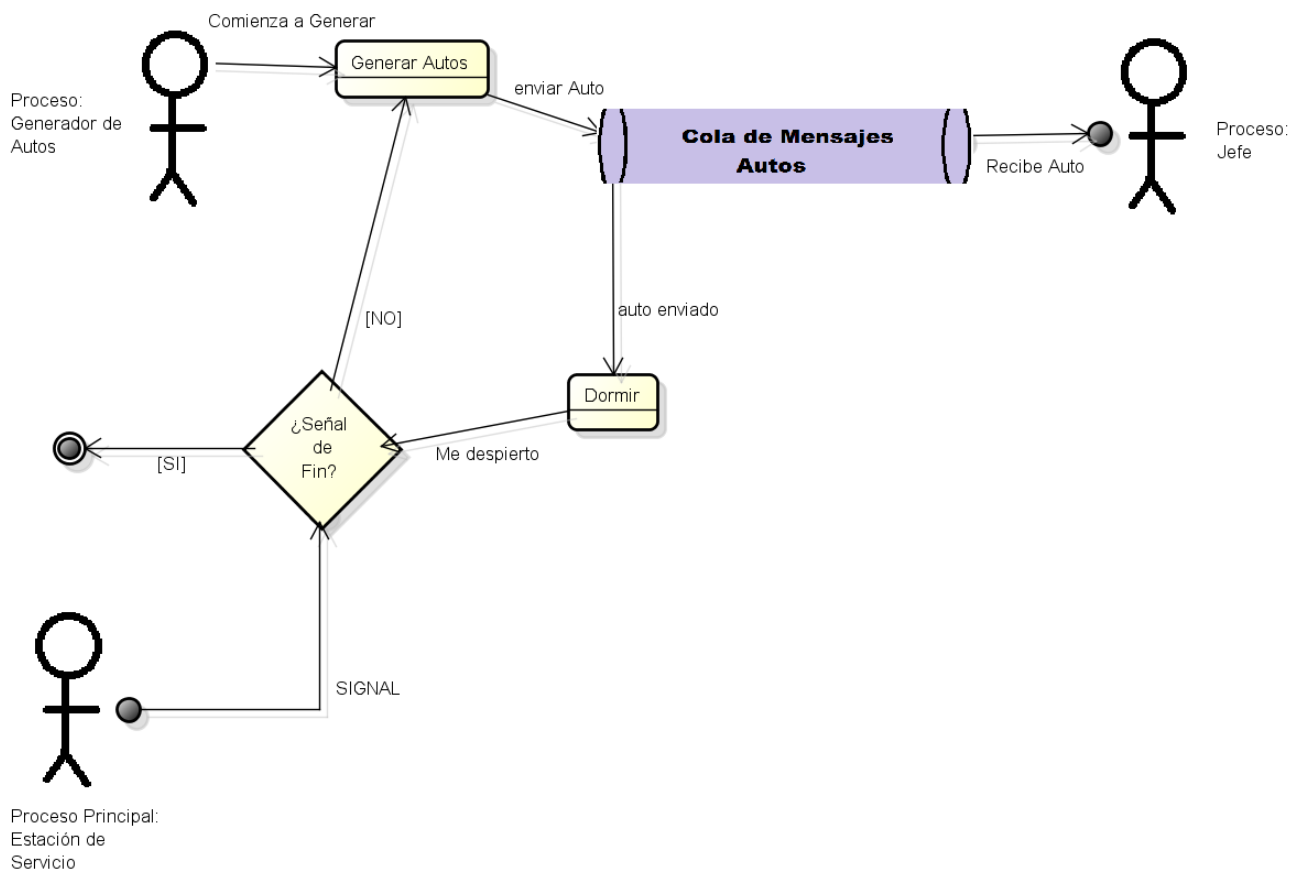 Comienza a Generar
Generar Autos
enviar Auto
Proceso:
Generador de
Autos
Cola de Mensajes
Autos
Recibe Auto
Proceso:
Jefe
auto enviado
[NO]
Dormir
¿Señal
de
Fin?
Me despierto
[SI]
SIGNAL
Proceso Principal:
Estación de
Servicio